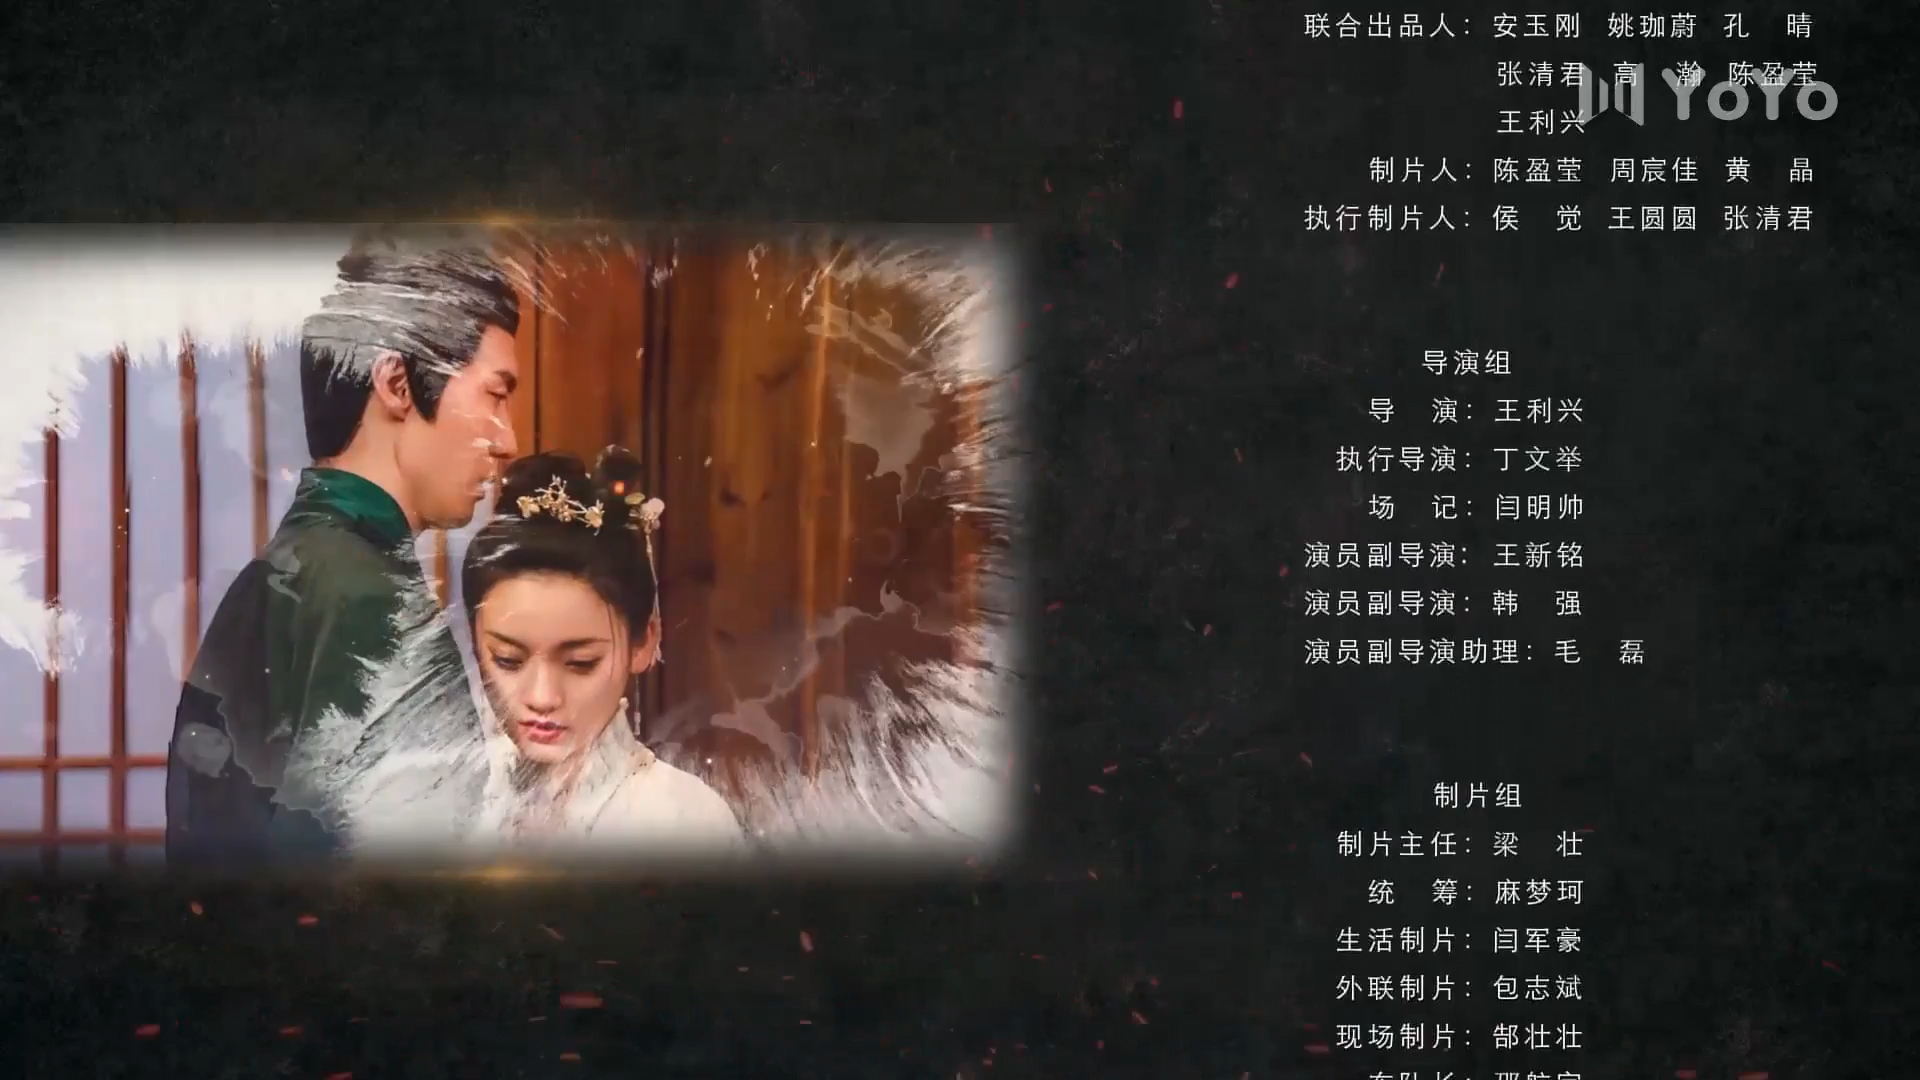 联合出品人：安玉刚 姚珈蔚 孔 晴
张清君 高 瀚 陈盈莹
YOYO
王利兴
制片人：陈盈莹 周宸佳 黄 晶
执行制片人：侯 觉 王圆圆 张清君
导演组
导 演：王利兴
执行导演：丁文举
场 记：闫明帅
演员副导演：王新铭
演员副导演：韩 强
演员副导演助理：毛 磊
制片组
制片主任：梁 壮
统 筹：麻梦珂
生活制片：闫军豪
外联制片：包志斌
现场制片：郜壮壮